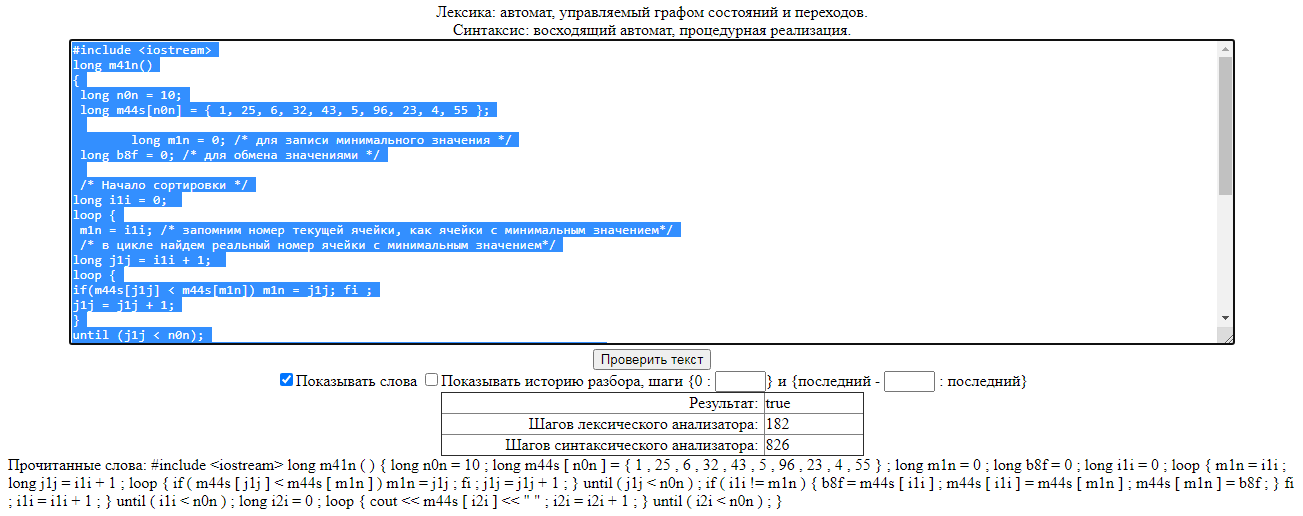 Лексика: автомат, управляемый графом состояний и переходов.
Синтаксис: восходящий автомат, процедурная реализация.
#include <iostream>
long m41n()
{
long n0n = 10;
long m44s[n0n] = { 1, 25, 6, 32, 43, 5, 96, 23, 4, 55 };
long m1n = 0; /* для записи минимального значения */
long b8f = 0; /* для обмена значениями */
/* Начало сортировки */
long i1i = 0;
loop {
m1n = i1i; /* запомним номер текущей ячейки, как ячейки с минимальным значением*/
/* в цикле найдем реальный номер ячейки с минимальным значением*/
long j1j = i1i + 1;
loop {
if(m44s[j1j] < m44s[m1n]) m1n = j1j; fi ;
j1j = j1j + 1;
}
until (j1j < n0n);
Проверить текст
Показывать слова Показывать историю разбора, шаги {0 : } и {последний - : последний}
Результат: true
Шагов лексического анализатора: 182
Шагов синтаксического анализатора: 826
Прочитанные слова: #include <iostream> long m41n ( ) { long n0n = 10 ; long m44s [ n0n ] = { 1 , 25 , 6 , 32 , 43 , 5 , 96 , 23 , 4 , 55 } ; long m1n = 0 ; long b8f = 0 ; long i1i = 0 ; loop { m1n = i1i ;
long j1j = i1i + 1 ; loop { if ( m44s [ j1j ] < m44s [ m1n ] ) m1n = j1j ; fi ; j1j = j1j + 1 ; } until ( j1j < n0n ) ; if ( i1i != m1n ) { b8f = m44s [ i1i ] ; m44s [ i1i ] = m44s [ m1n ] ; m44s [ m1n ] = b8f ; } fi
; i1i = i1i + 1 ; } until ( i1i < n0n ) ; long i2i = 0 ; loop { cout << m44s [ i2i ] << " " ; i2i = i2i + 1 ; } until ( i2i < n0n ) ; }